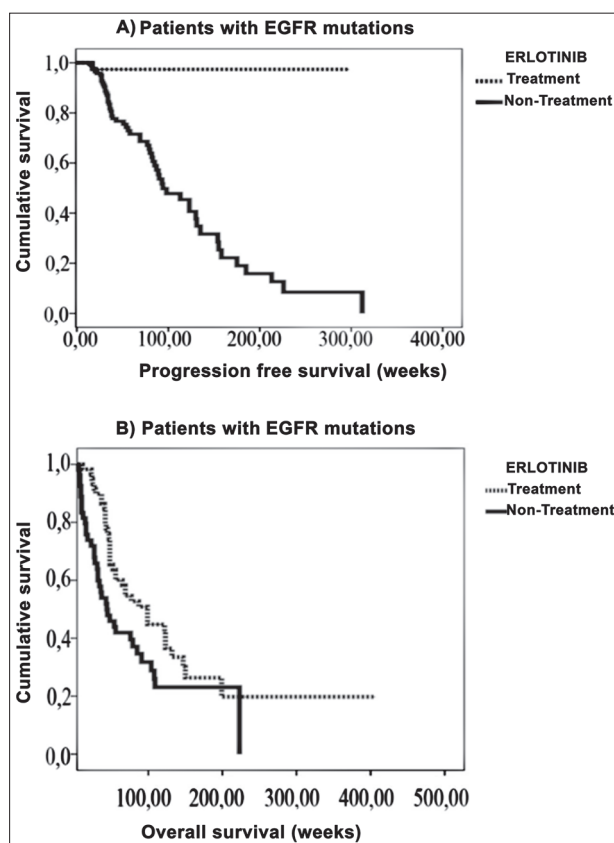 A) Patients with EGFR mutations
ERLOTINIB
Treatment
Non-Treatment
Cumulative survival
1,0
0,8
0,6
0,4
0,2
0,0
0,00 100,00 200,00 300,00 400,00
Progression free survival (weeks)
B) Patients with EGFR mutations
ERLOTINIB
Treatment
Non-Treatment
Cumulative survival
1,0
0,8
0,6
0,4
0,2
0,0
100,00 200,00 300,00 400,00 500,00
Overall survival (weeks)